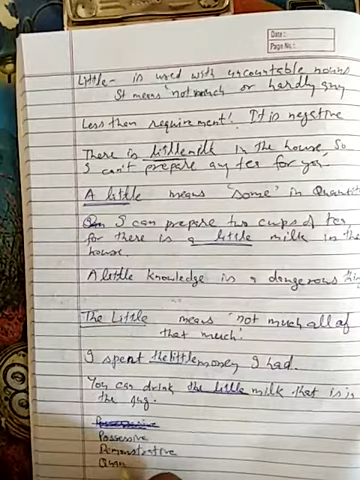 Date :
Page No. :
Little - is used with uncountable nouns
It means 'not much or hardly any
Less then requirement'. It is negative
There is little milk in the house So
I can't prepare any tea for you.
A little means 'some' in Quantit
I can prepare two cups of tea
for there is a little milk in the
house.
A little knowledge is a dangerous thin
The Little means 'not much all of
that much'.
I spent the little money I had.
You can drink the little milk that is in
the jug.
Possessive
Possessive
Demonstrative